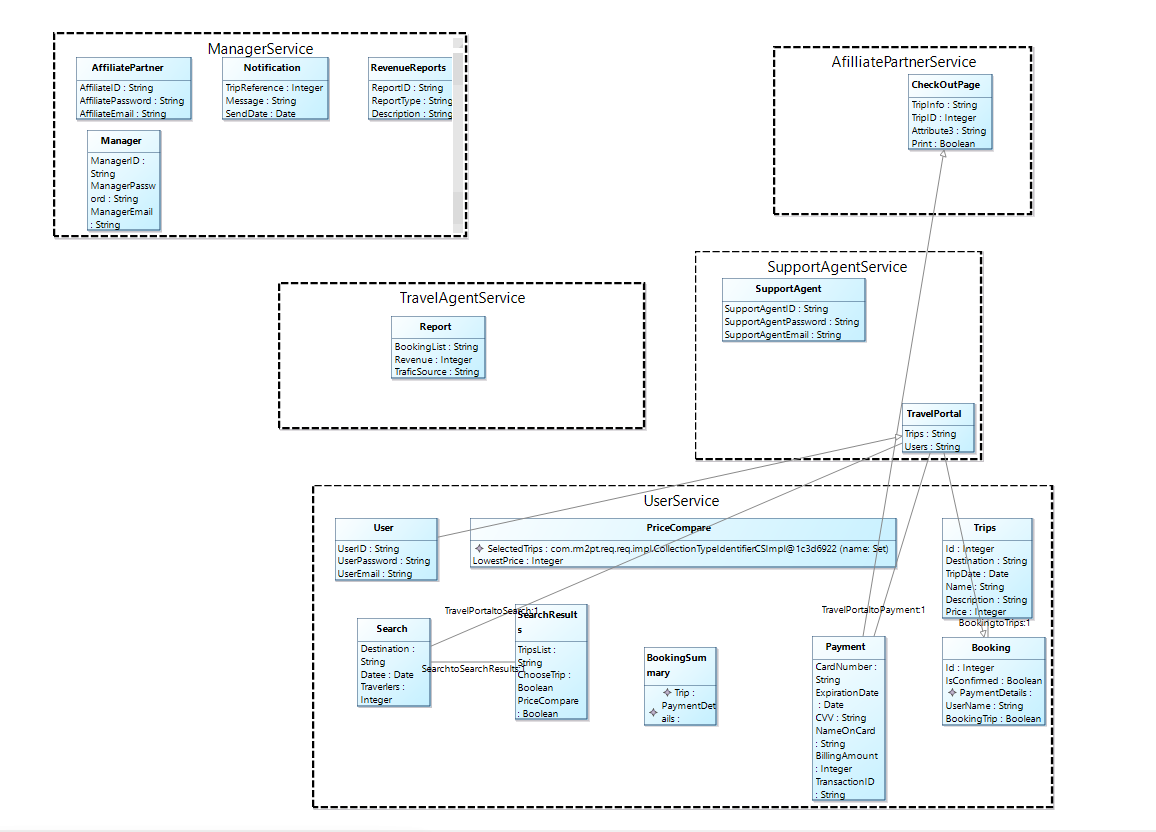 ManagerService
AffiliatePartner
AffiliateID : String
AffiliatePassword : String
AffiliateEmail : String
Notification
TripReference : Integer
Message : String
SendDate : Date
RevenueReports
ReportID : String
ReportType : String
Description : String
Manager
ManagerID :
String
ManagerPassw
ord : String
ManagerEmail
: String
AfilliatePartnerService
CheckOutPage
TripInfo : String
TripID : Integer
Attribute3 : String
Print : Boolean
TravelAgentService
Report
BookingList : String
Revenue : Integer
TraficSource : String
SupportAgentService
SupportAgent
SupportAgentID : String
SupportAgentPassword : String
SupportAgentEmail : String
TravelPortal
Trips : String
Users : String
UserService
User
UserID : String
UserPassword : String
UserEmail : String
PriceCompare
SelectedTrips : com.rm2pt.req.req.impl.CollectionTypeIdentifierCSImpl@1c3d6922 (name: Set)
LowestPrice : Integer
Trips
Id : Integer
Destination : String
TripDate : Date
Name : String
Description : String
Price : Integer
TravelPortaltoSearch:1
TravelPortaltoPayment:1
BookingtoTrips:1
Search
Destination :
String
Datee : Date
Traverlers :
Integer
SearchtoSearchResults:1
SearchResult
s
TripsList :
String
ChooseTrip :
Boolean
PriceCompare
: Boolean
BookingSum
mary
Trip :
PaymentDet
ails :
Payment
CardNumber :
String
ExpirationDate
: Date
CVV : String
NameOnCard
: String
BillingAmount
: Integer
TransactionID
: String
Booking
Id : Integer
IsConfirmed : Boolean
PaymentDetails :
UserName : String
BookingTrip : Boolean